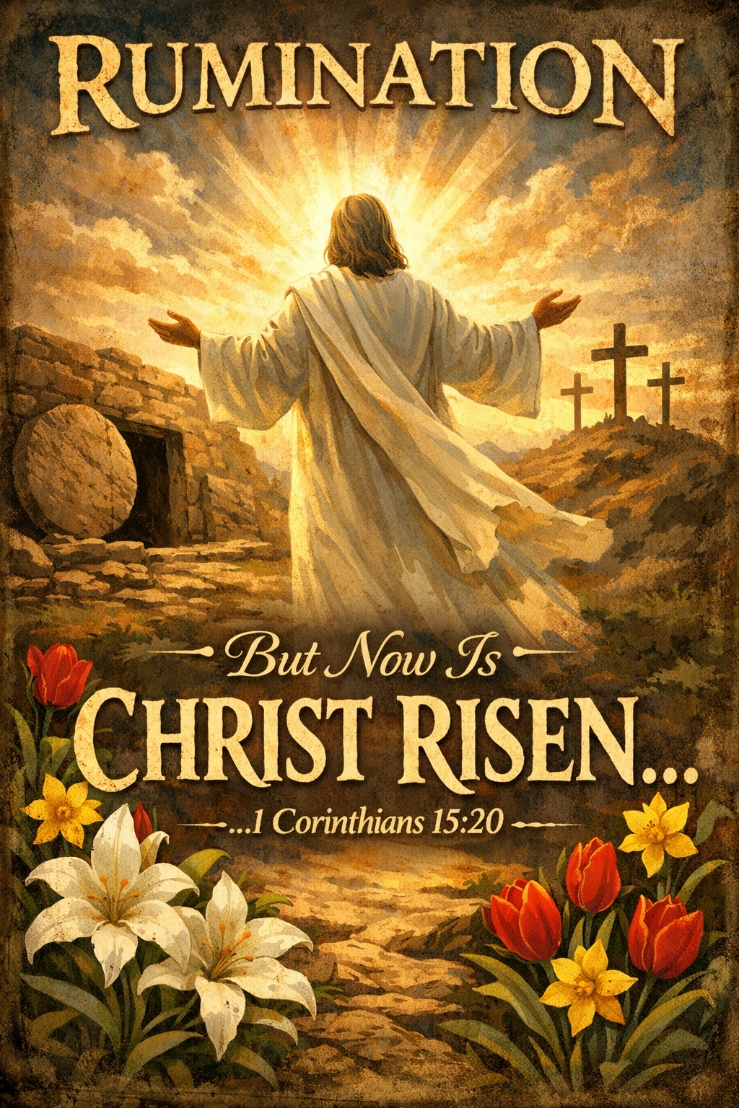 RUMINATION
But Now Is
CHRIST RISEN...
...1 Corinthians 15:20